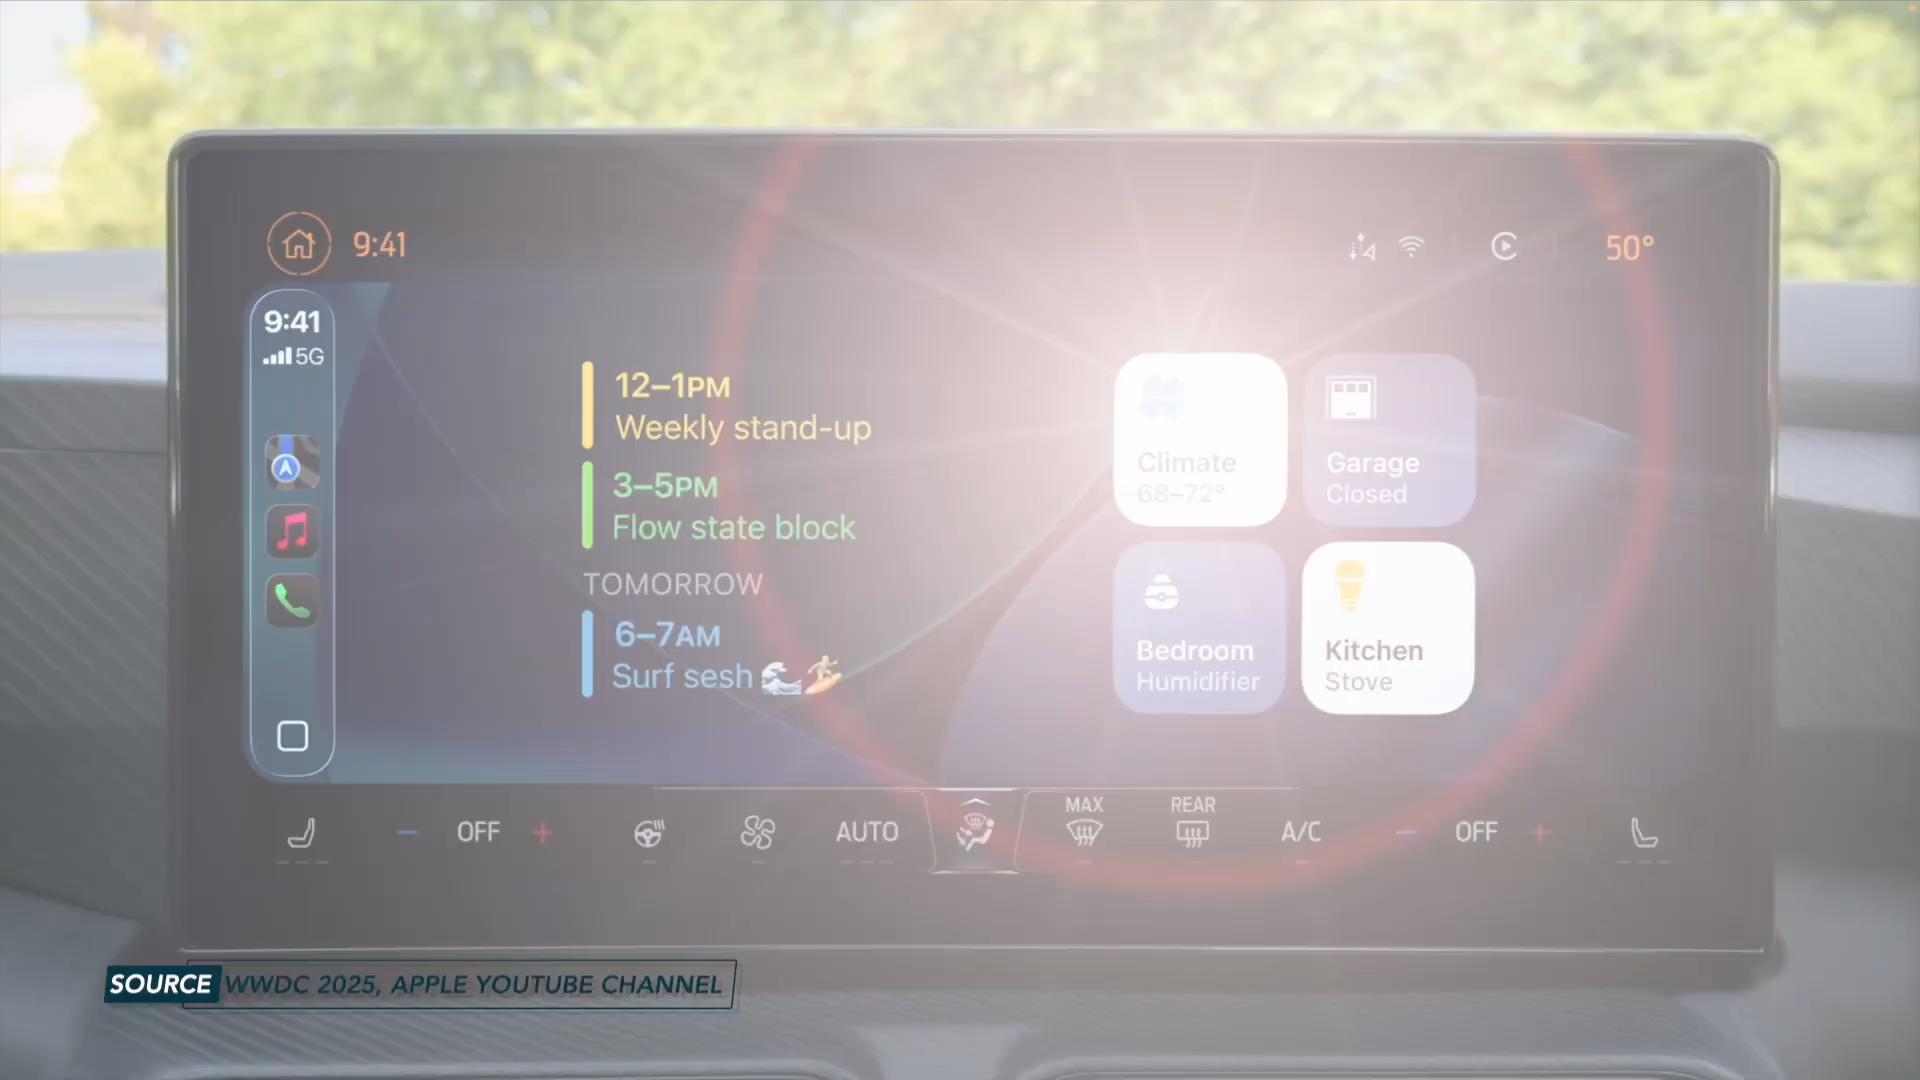 9:41
50°
9:41
5G
12–1PM
Weekly stand-up
3–5PM
Flow state block
TOMORROW
6–7AM
Surf sesh
Climate
68–72°
Garage
Closed
Bedroom
Humidifier
Kitchen
Stove
OFF
AUTO
MAX
REAR
A/C
OFF
SOURCE WWDC 2025, APPLE YOUTUBE CHANNEL